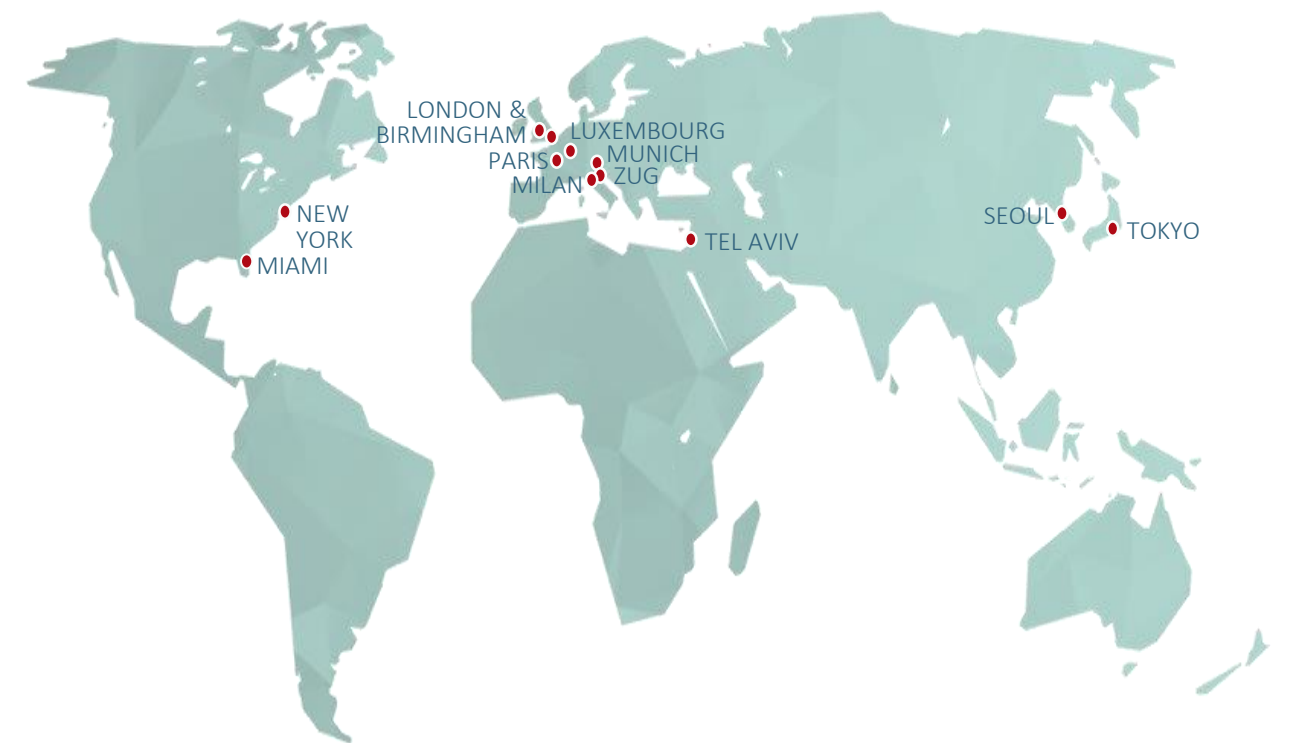 LONDON &
BIRMINGHAM
LUXEMBOURG
PARIS
MUNICH
MILAN
ZUG
NEW
YORK
MIAMI
TEL AVIV
SEOUL
TOKYO